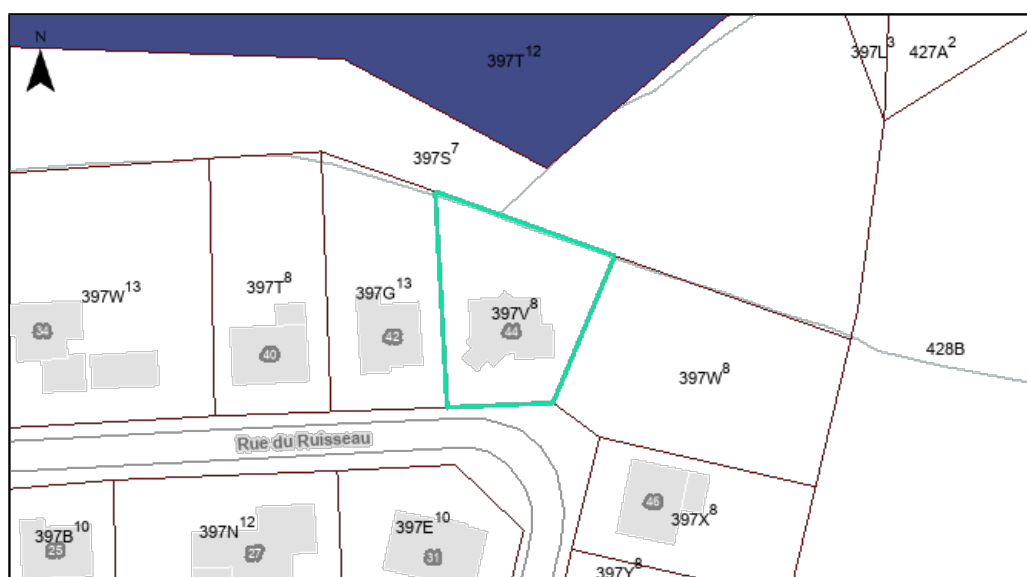 N
397T¹²
397L³
427A²
397S⁷
397W¹³
397T⁸
397G¹³
397V⁸
34
40
42
44
397W⁸
428B
Rue du Ruisseau
397B¹⁰
25
397N¹²
27
397E¹⁰
31
46
397X⁸
397Y⁸